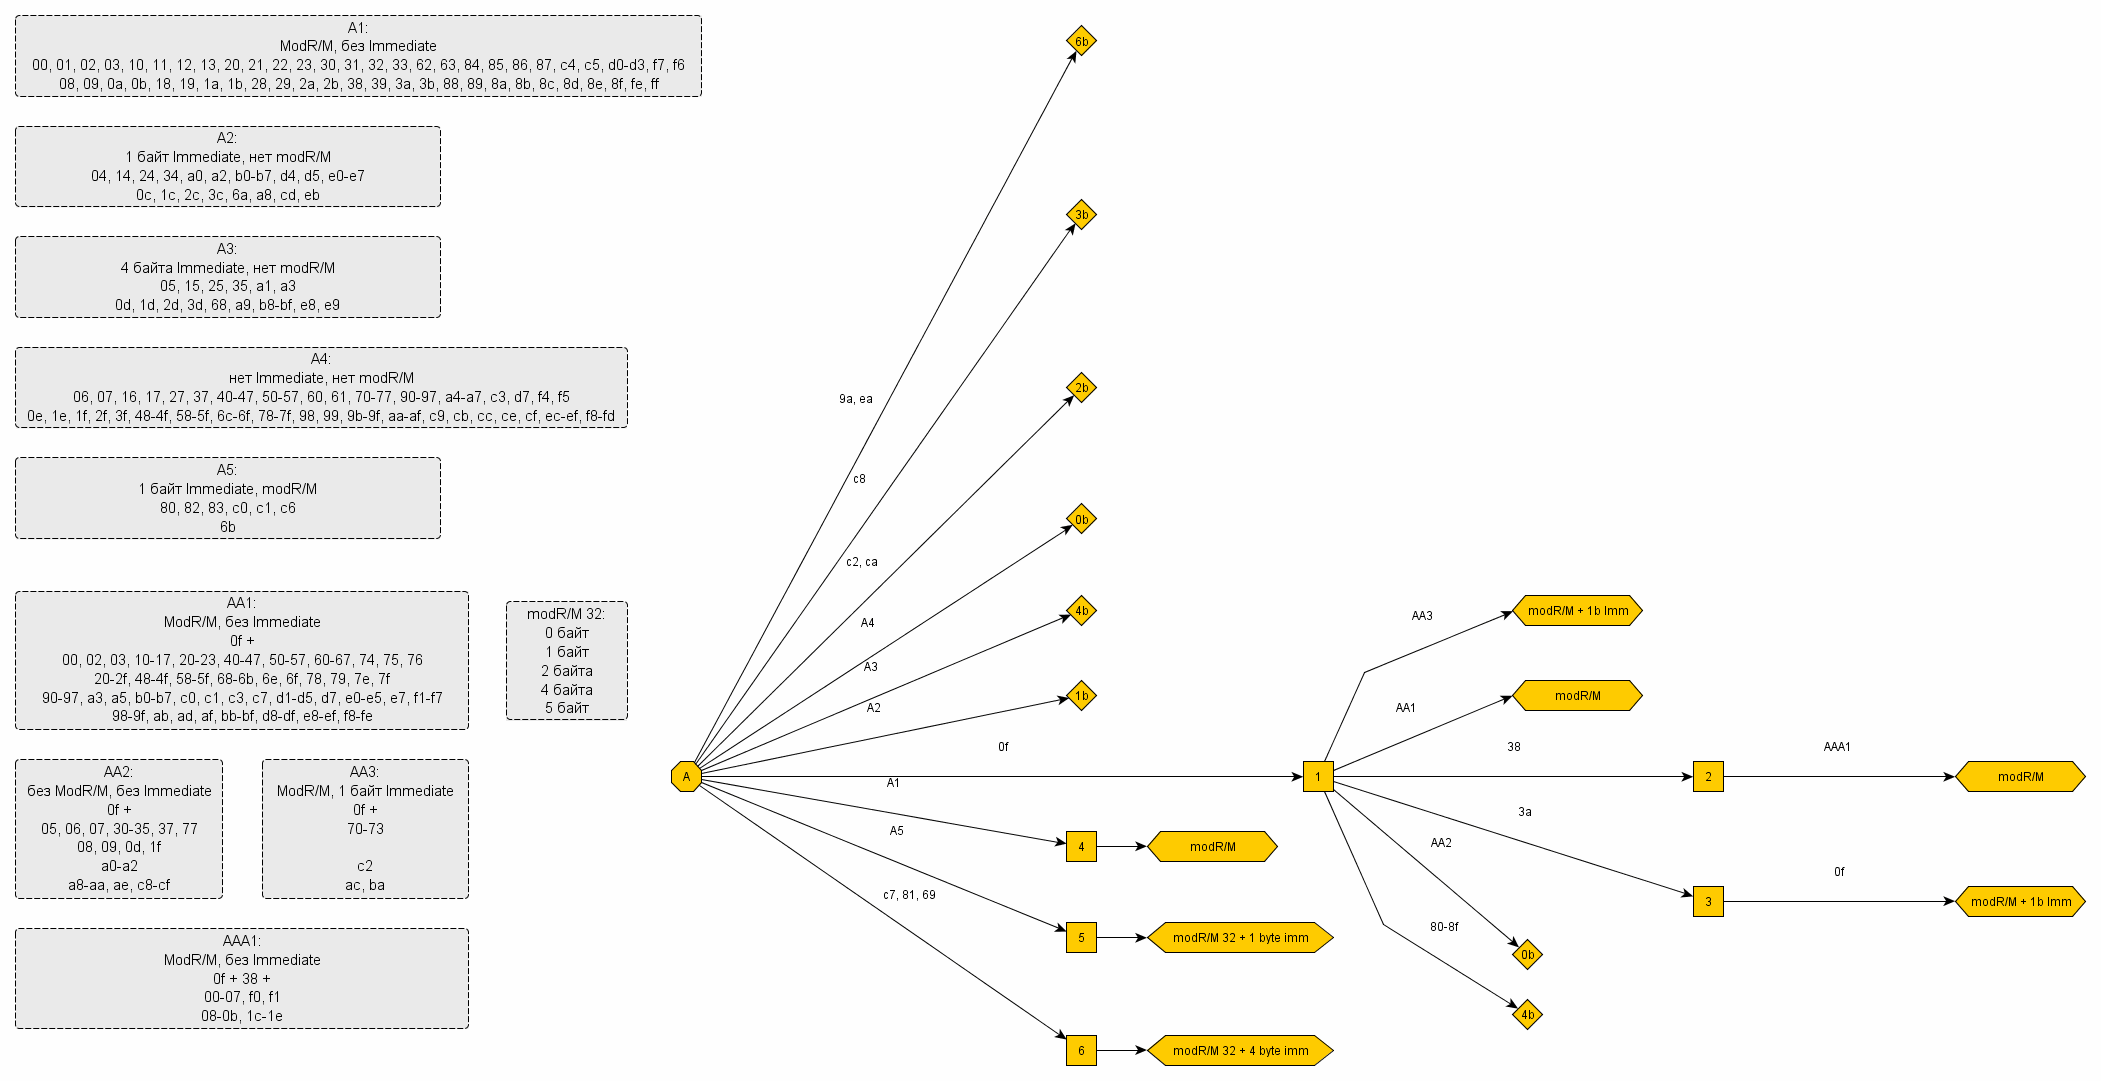 A1:
ModR/M, без Immediate
00, 01, 02, 03, 10, 11, 12, 13, 20, 21, 22, 23, 30, 31, 32, 33, 62, 63, 84, 85, 86, 87, c4, c5, d0-d3, f7, f6
08, 09, 0a, 0b, 18, 19, 1a, 1b, 28, 29, 2a, 2b, 38, 39, 3a, 3b, 88, 89, 8a, 8b, 8c, 8d, 8e, 8f, fe, ff
A2:
1 байт Immediate, нет modR/M
04, 14, 24, 34, a0, a2, b0-b7, d4, d5, e0-e7
0c, 1c, 2c, 3c, 6a, a8, cd, eb
A3:
4 байта Immediate, нет modR/M
05, 15, 25, 35, a1, a3
0d, 1d, 2d, 3d, 68, a9, b8-bf, e8, e9
A4:
нет Immediate, нет modR/M
06, 07, 16, 17, 27, 37, 40-47, 50-57, 60, 61, 70-77, 90-97, a4-a7, c3, d7, f4, f5
0e, 1e, 1f, 2f, 3f, 48-4f, 58-5f, 6c-6f, 78-7f, 98, 99, 9b-9f, aa-af, c9, cb, cc, ce, cf, ec-ef, f8-fd
A5:
1 байт Immediate, modR/M
80, 82, 83, c0, c1, c6
6b
AA1:
ModR/M, без Immediate
0f +
00, 02, 03, 10-17, 20-23, 40-47, 50-57, 60-67, 74, 75, 76
20-2f, 48-4f, 58-5f, 68-6b, 6e, 6f, 78, 79, 7e, 7f
90-97, a3, a5, b0-b7, c0, c1, c3, c7, d1-d5, d7, e0-e5, e7, f1-f7
98-9f, ab, ad, af, bb-bf, d8-df, e8-ef, f8-fe
modR/M 32:
0 байт
1 байт
2 байта
4 байта
5 байт
AA2:
без ModR/M, без Immediate
0f +
05, 06, 07, 30-35, 37, 77
08, 09, 0d, 1f
a0-a2
a8-aa, ae, c8-cf
AA3:
ModR/M, 1 байт Immediate
0f +
70-73
c2
ac, ba
AAA1:
ModR/M, без Immediate
0f + 38 +
00-07, f0, f1
08-0b, 1c-1e
A
9a, ea
6b
c8
3b
c2, ca
2b
A4
0b
A3
4b
A2
1b
0f
1
A1
4
modR/M
A5
5
modR/M 32 + 1 byte imm
c7, 81, 69
6
modR/M 32 + 4 byte imm
AA3
modR/M + 1b Imm
AA1
modR/M
38
2
AAA1
modR/M
3a
3
0f
modR/M + 1b Imm
AA2
0b
80-8f
4b